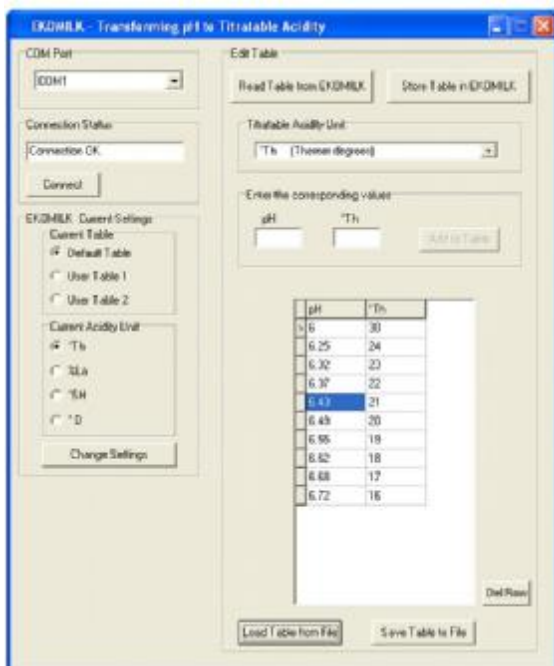 EKOMILK - Transforming pH to Titratable Acidity
COM Port
COM1
Connection Status
Connection OK
Connect
EKOMILK Current Settings
Current Table
Default Table
User Table 1
User Table 2
Current Acidity Unit
°Th
%La
°SH
°D
Change Settings
Edit Table
Read Table from EKOMILK
Store Table in EKOMILK
Titratable Acidity Unit
°Th (Thorner degrees)
Enter the corresponding values
pH °Th
Add to Table
pH °Th
6 30
6.25 24
6.32 23
6.37 22
6.43 21
6.49 20
6.55 19
6.62 18
6.68 17
6.72 16
Del Row
Load Table from File
Save Table to File